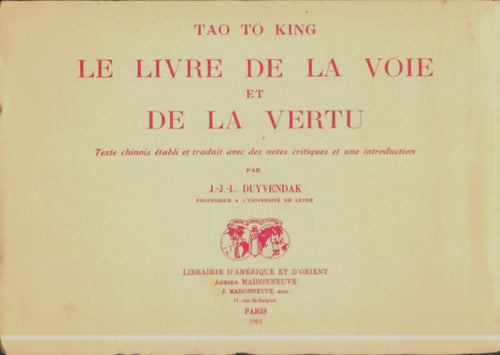 TAO TÖ KING
LE LIVRE DE LA VOIE
ET
DE LA VERTU
Texte chinois établi et traduit avec des notes critiques et une introduction
PAR
J.-J.-L. DUYVENDAK
PROFESSEUR A L'UNIVERSITÉ DE LEYDE
LIBRAIRIE D'AMÉRIQUE ET D'ORIENT
ADRIEN MAISONNEUVE
J. MAISONNEUVE, succ.
11, rue St-Sulpice
PARIS
1981